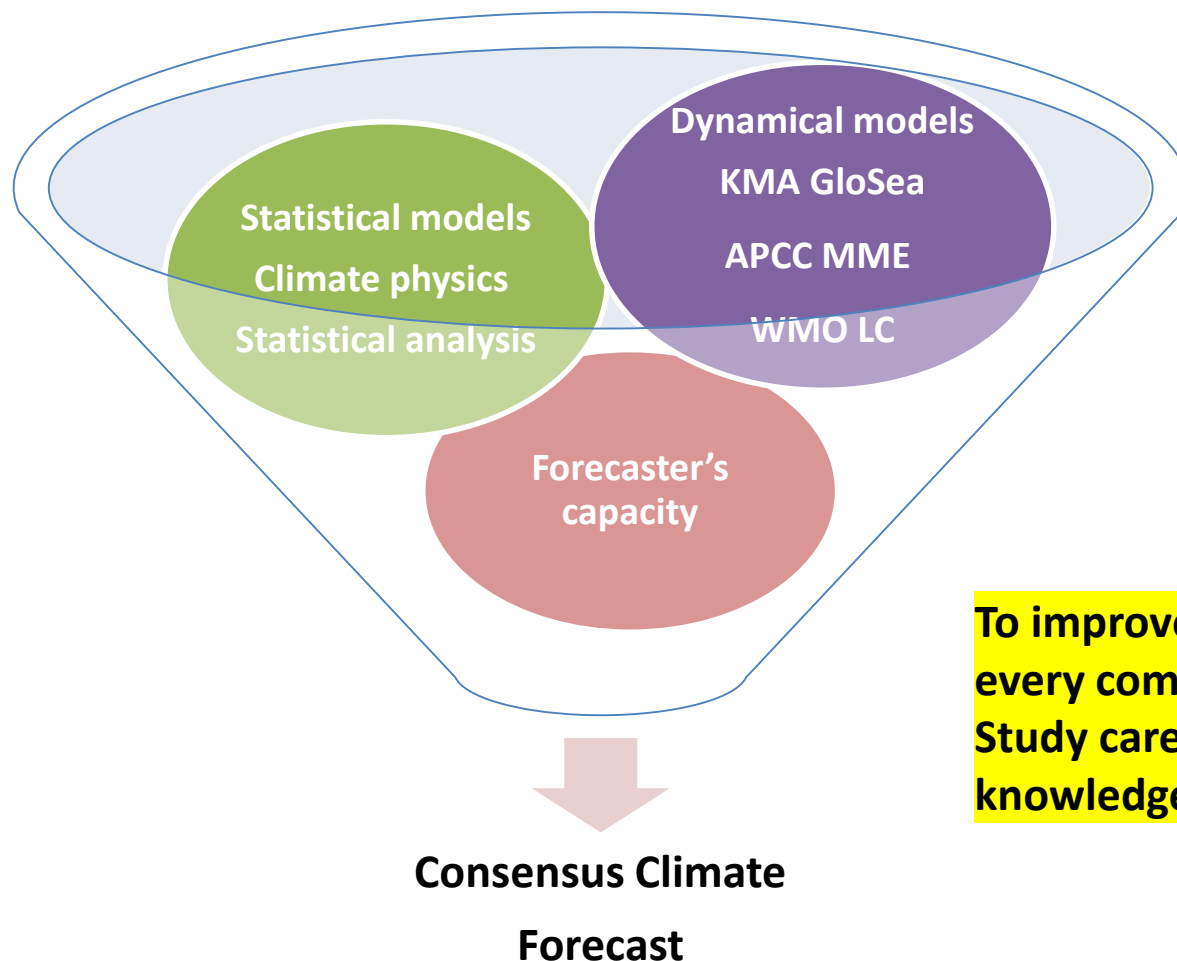 Dynamical models
KMA GloSea
APCC MME
WMO LC
Statistical models
Climate physics
Statistical analysis
Forecaster’s
capacity
To improve
every com
Study care
knowledge
Consensus Climate
Forecast